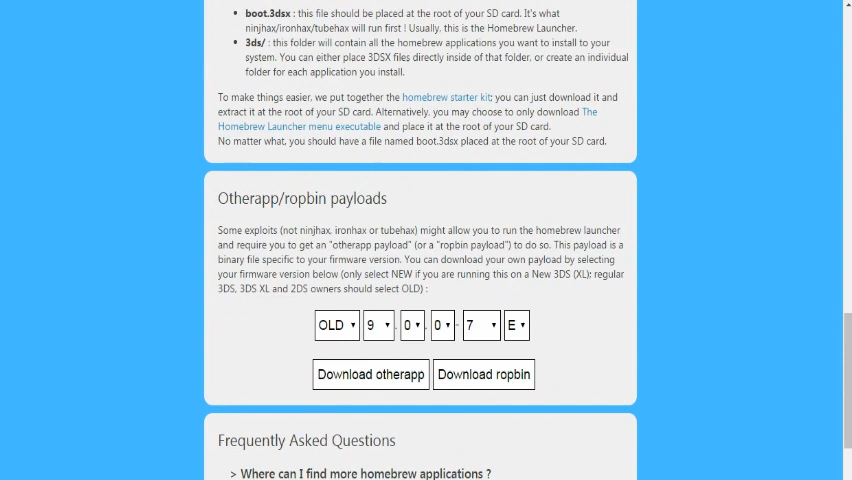 • boot.3dsx : this file should be placed at the root of your SD card. It's what
ninjhax/ironhax/tubehax will run first ! Usually, this is the Homebrew Launcher.
• 3ds/ : this folder will contain all the homebrew applications you want to install to your
system. You can either place 3DSX files directly inside of that folder, or create an individual
folder for each application you install.
To make things easier, we put together the homebrew starter kit; you can just download it and
extract it at the root of your SD card. Alternatively, you may choose to only download The
Homebrew Launcher menu executable and place it at the root of your SD card.
No matter what, you should have a file named boot.3dsx placed at the root of your SD card.
Otherapp/ropbin payloads
Some exploits (not ninjhax, ironhax or tubehax) might allow you to run the homebrew launcher
and require you to get an "otherapp payload" (or a "ropbin payload") to do so. This payload is a
binary file specific to your firmware version. You can download your own payload by selecting
your firmware version below (only select NEW if you are running this on a New 3DS (XL); regular
3DS, 3DS XL and 2DS owners should select OLD) :
OLD 9 . 0 . 0 - 7 E
Download otherapp Download ropbin
Frequently Asked Questions
> Where can I find more homebrew applications ?